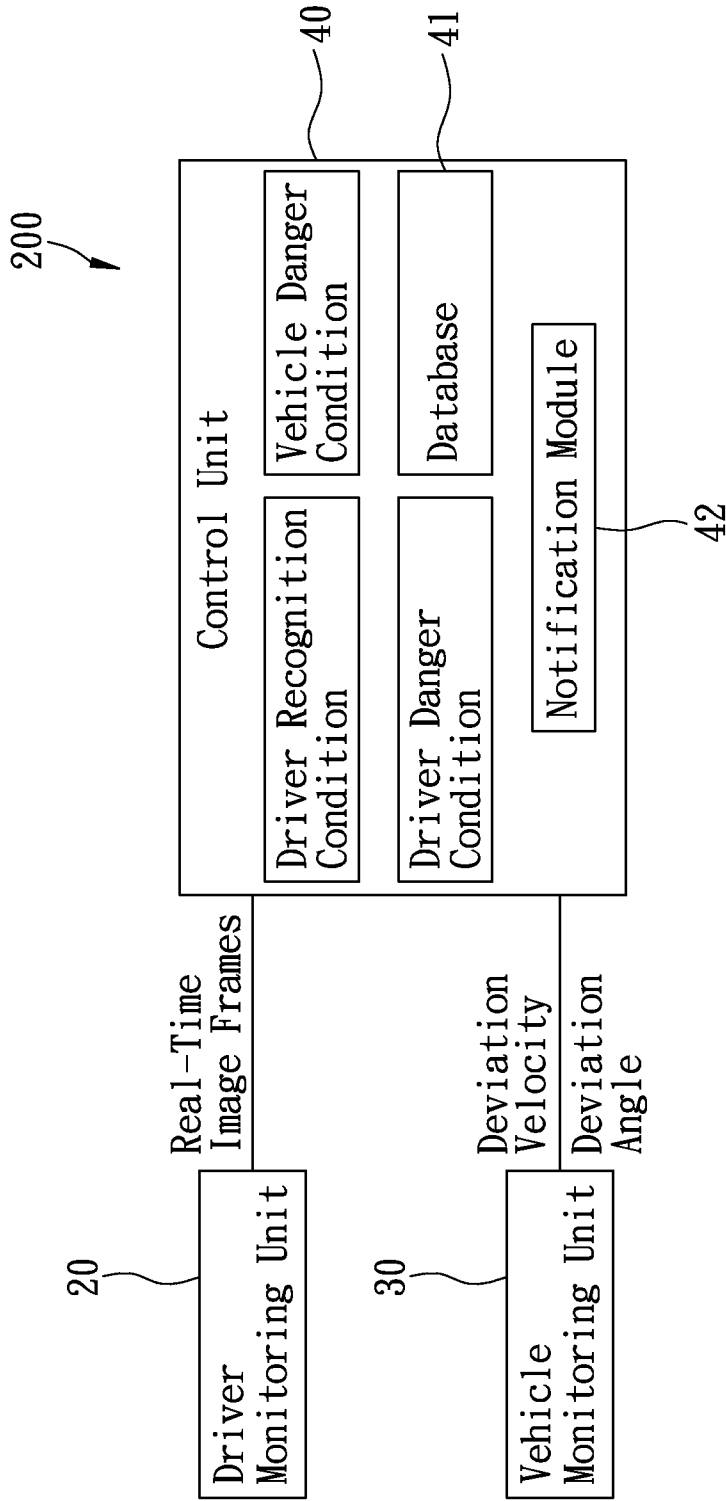 200
20
Driver
Monitoring Unit
Real-Time
Image Frames
30
Vehicle
Monitoring Unit
Deviation
Velocity
Deviation
Angle
Control Unit
40
Driver Recognition
Condition
Vehicle Danger
Condition
Driver Danger
Condition
Database
41
Notification Module
42